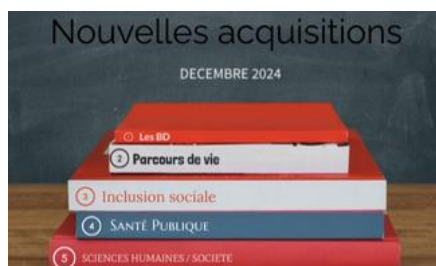 Nouvelles acquisitions
DECEMBRE 2024
1 Les BD
2 Parcours de vie
3 Inclusion sociale
4 SANTÉ PUBLIQUE
5 SCIENCES HUMAINES / SOCIETE